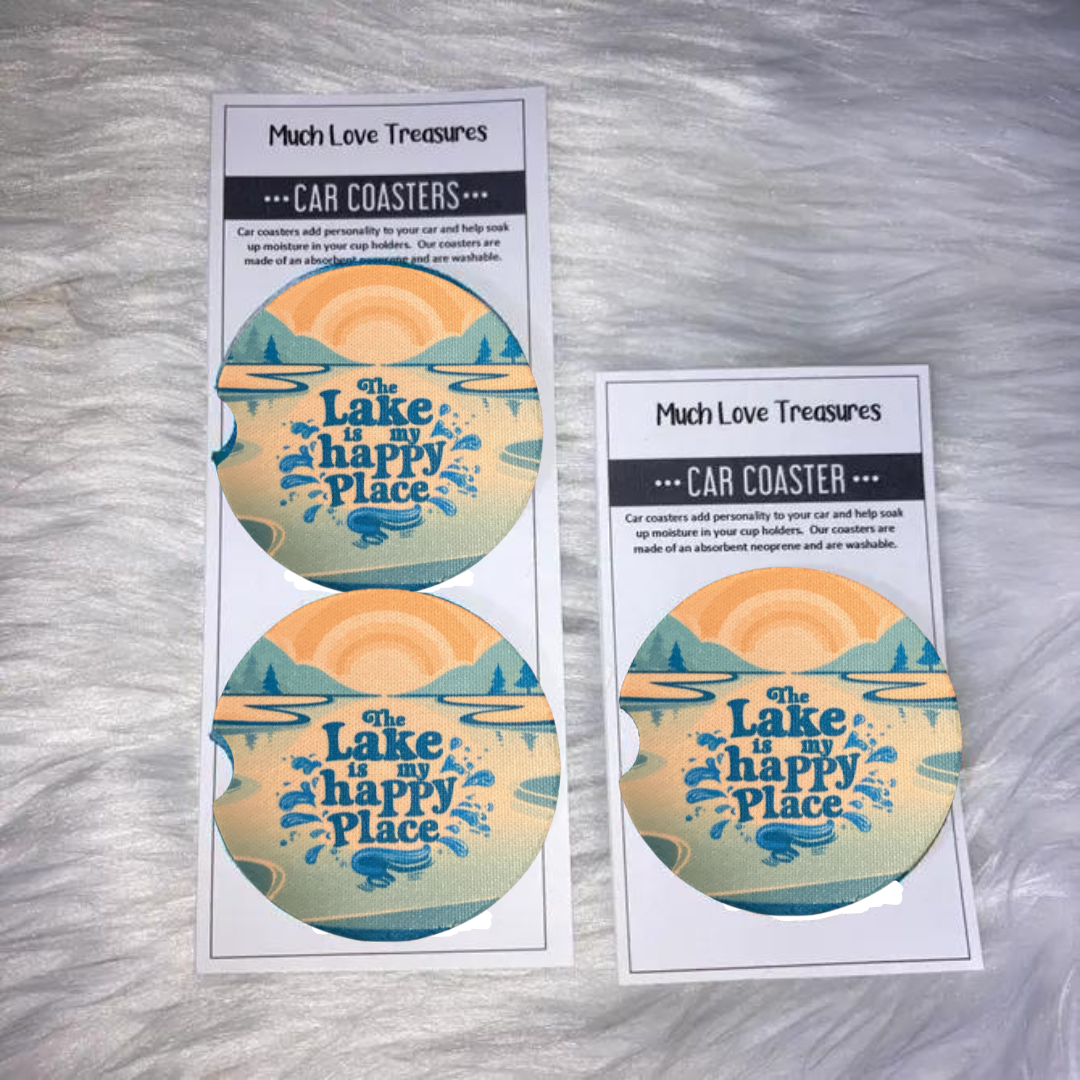 Much Love Treasures
•••CAR COASTERS•••
Car coasters add personality to your car and help soak
up moisture in your cup holders. Our coasters are
made of an absorbent neoprene and are washable.
The
Lake
is my
happy
Place
The
Lake
is my
happy
Place
Much Love Treasures
••• CAR COASTER •••
Car coasters add personality to your car and help soak
up moisture in your cup holders. Our coasters are
made of an absorbent neoprene and are washable.
The
Lake
is my
happy
Place